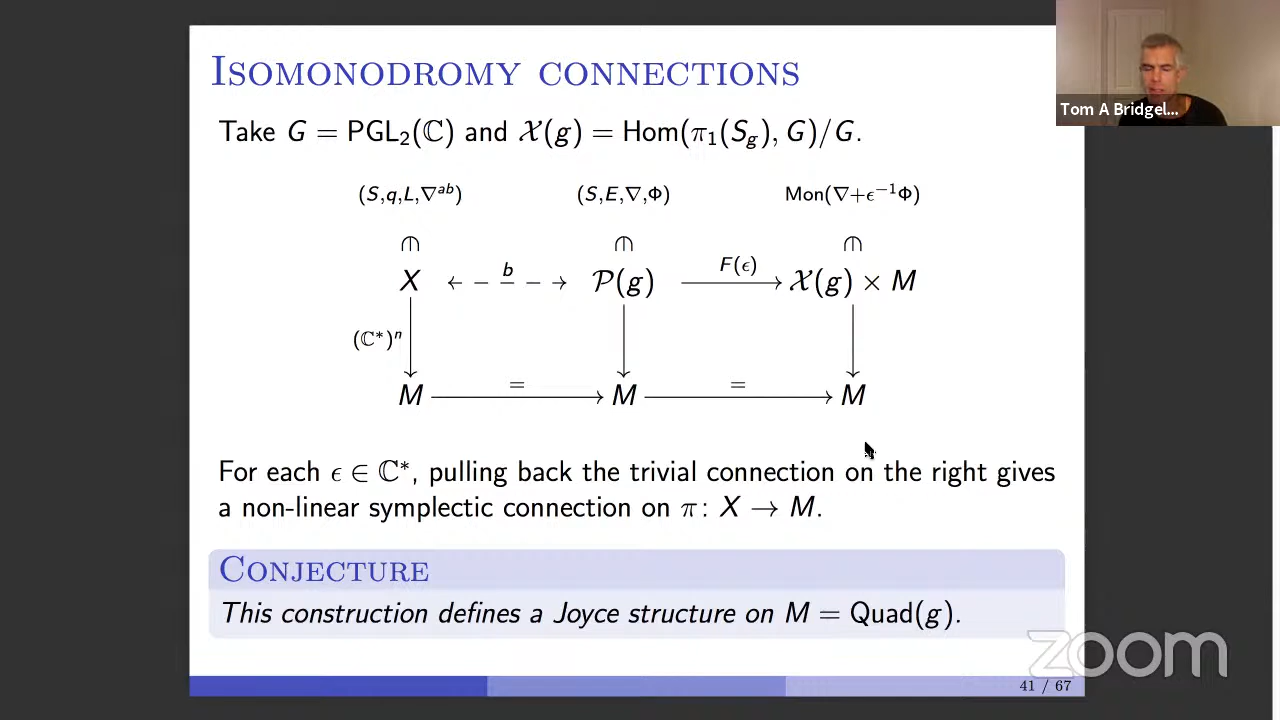 Isomonodromy connections
Tom A Bridgel...
Take G = PGL₂(ℂ) and 𝒳(g) = Hom(π₁(S_g), G)/G.
(S,q,L,∇^{ab}) (S,E,∇,Φ) Mon(∇+ϵ⁻¹Φ)
X b 𝒫(g) F(ϵ) 𝒳(g) × M
(ℂ*)ⁿ
M = M = M
For each ϵ ∈ ℂ*, pulling back the trivial connection on the right gives
a non-linear symplectic connection on π: X → M.
Conjecture
This construction defines a Joyce structure on M = Quad(g).
zoom
41 / 67